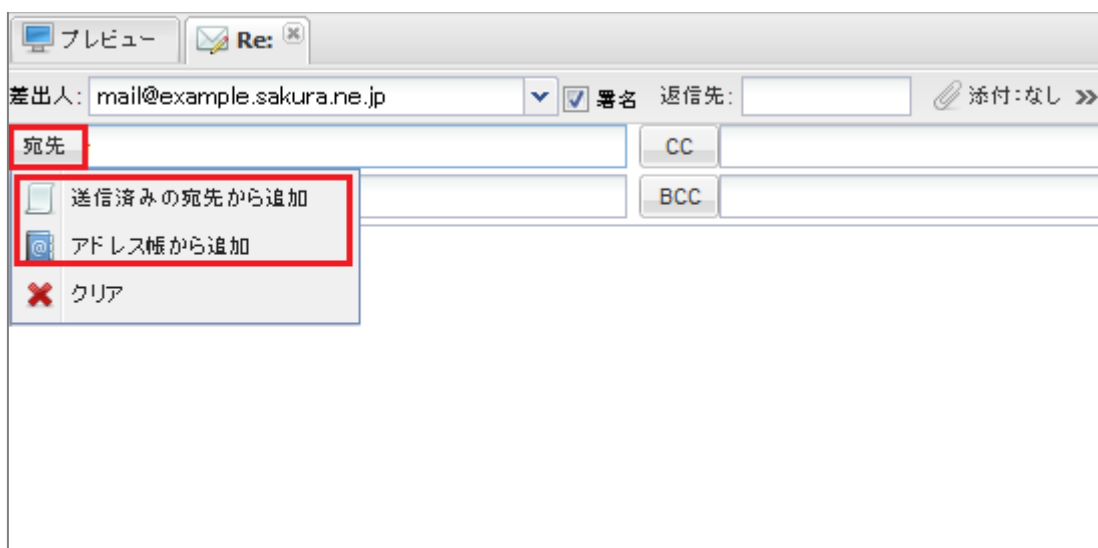 プレビュー Re:
差出人: mail@example.sakura.ne.jp 署名 返信先: 添付:なし »
宛先 CC
送信済みの宛先から追加 BCC
アドレス帳から追加
クリア